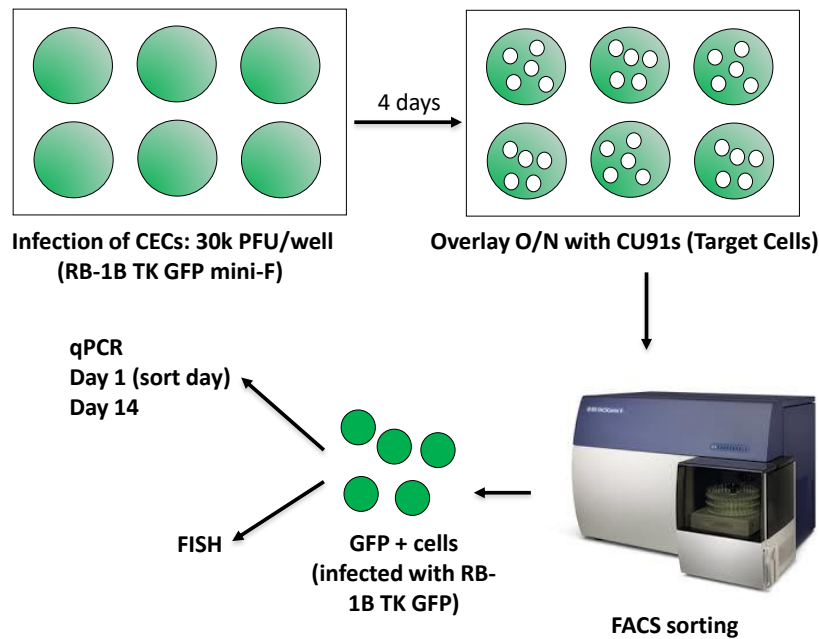 4 days
Infection of CECs: 30k PFU/well
(RB-1B TK GFP mini-F)
Overlay O/N with CU91s (Target Cells)
qPCR
Day 1 (sort day)
Day 14
FISH
GFP + cells
(infected with RB-
1B TK GFP)
FACS sorting